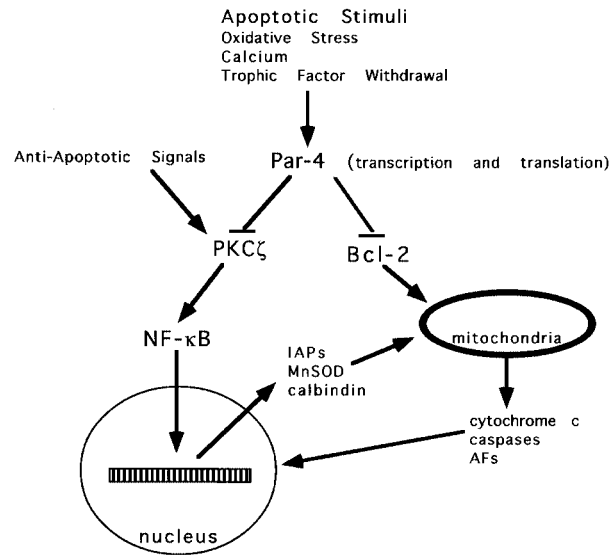 Apoptotic Stimuli
Oxidative Stress
Calcium
Trophic Factor Withdrawal
Anti-Apoptotic Signals
Par-4 (transcription and translation)
PKCζ
Bcl-2
NF-κB
mitochondria
IAPs
MnSOD
calbindin
cytochrome c
caspases
AFs
nucleus